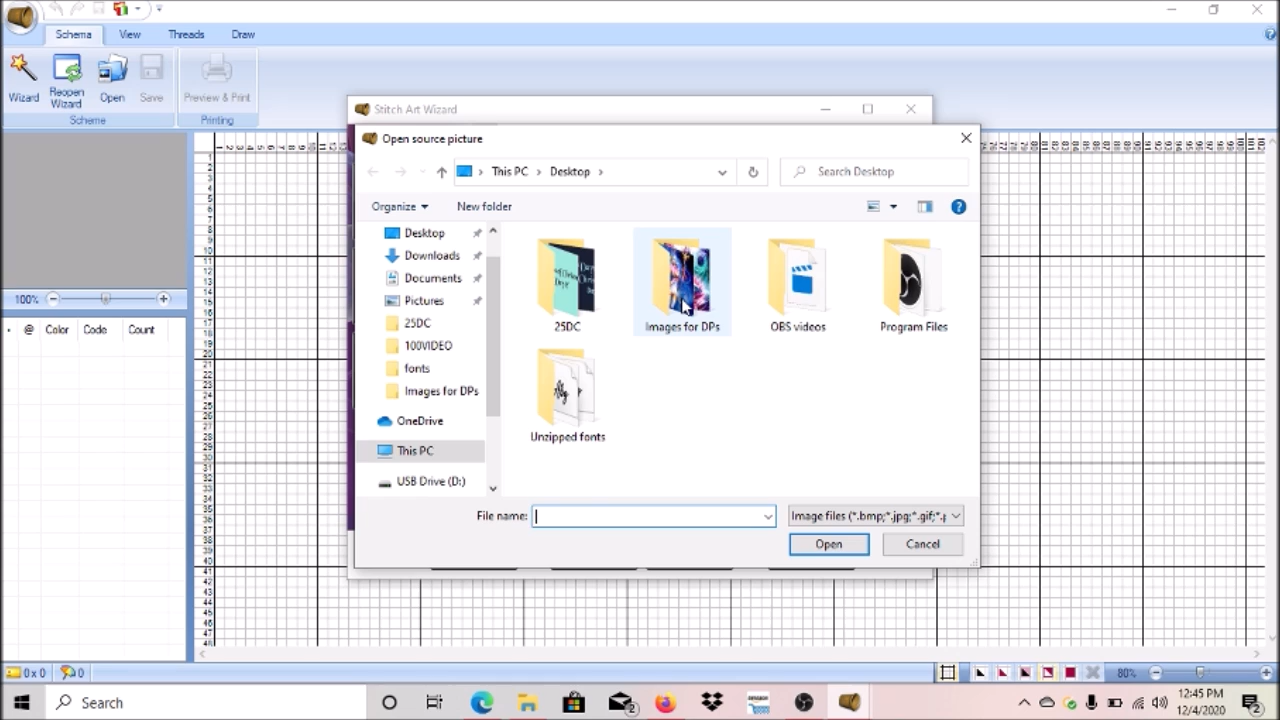 Schema View Threads Draw
Wizard Reopen Wizard Open Save Preview & Print
Scheme Printing
Stitch Art Wizard
Open source picture
This PC Desktop
Search Desktop
Organize New folder
Desktop
Downloads
Documents
Pictures
25DC
100VIDEO
fonts
Images for DPs
OneDrive
This PC
USB Drive (D:)
25DC Images for DPs OBS videos Program Files
Unzipped fonts
File name: Image files (*.bmp;*.jpg;*.gif;*.
Open Cancel
100%
@ Color Code Count
0 x 0 0 80%
Search
2
12:45 PM
12/4/2020
2